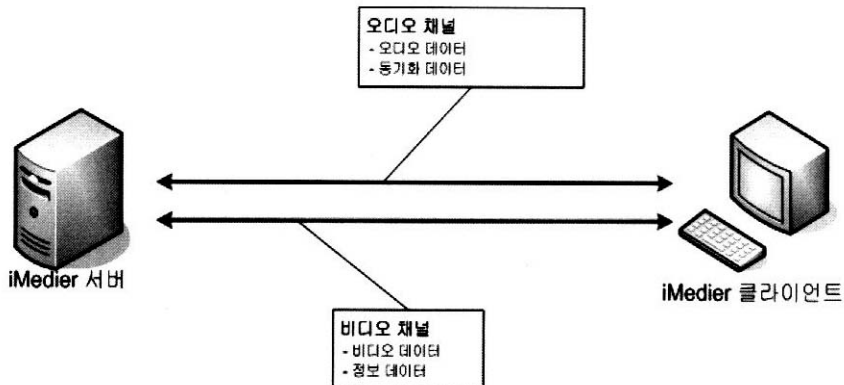 오디오 채널
- 오디오 데이터
- 동기화 데이터
iMedier 서버
iMedier 클라이언트
비디오 채널
- 비디오 데이터
- 정보 데이터